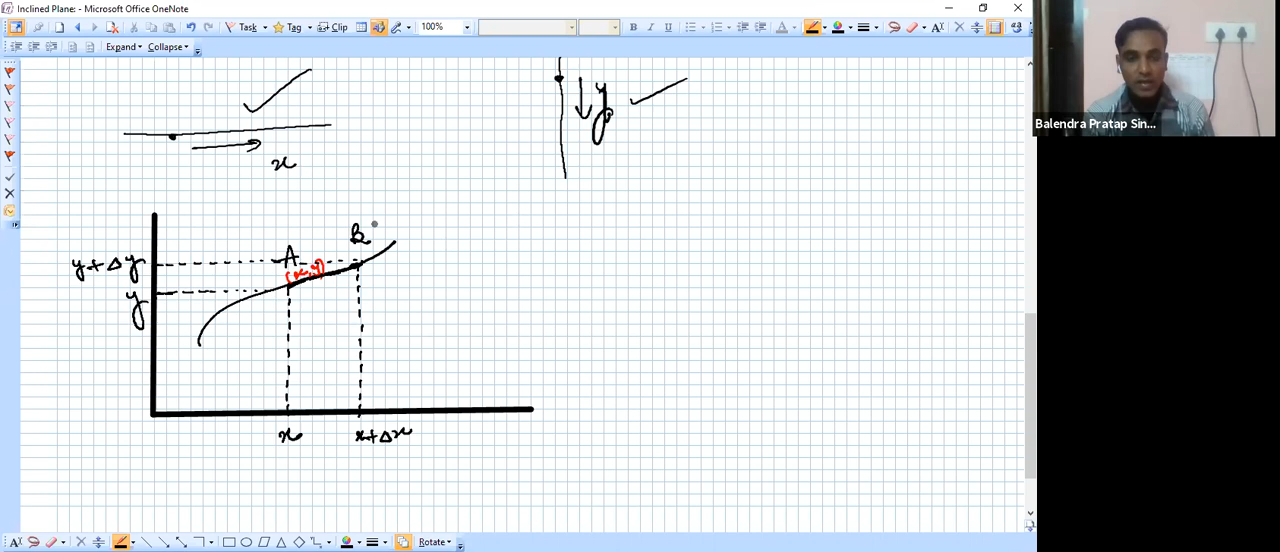 Inclined Plane: - Microsoft Office OneNote
100%
Task
Tag
Clip
B I U
A
Expand Collapse
x
y
Balendra Pratap Sin...
y+Δy
A
B
(x,y)
y
x
x+Δx
Rotate